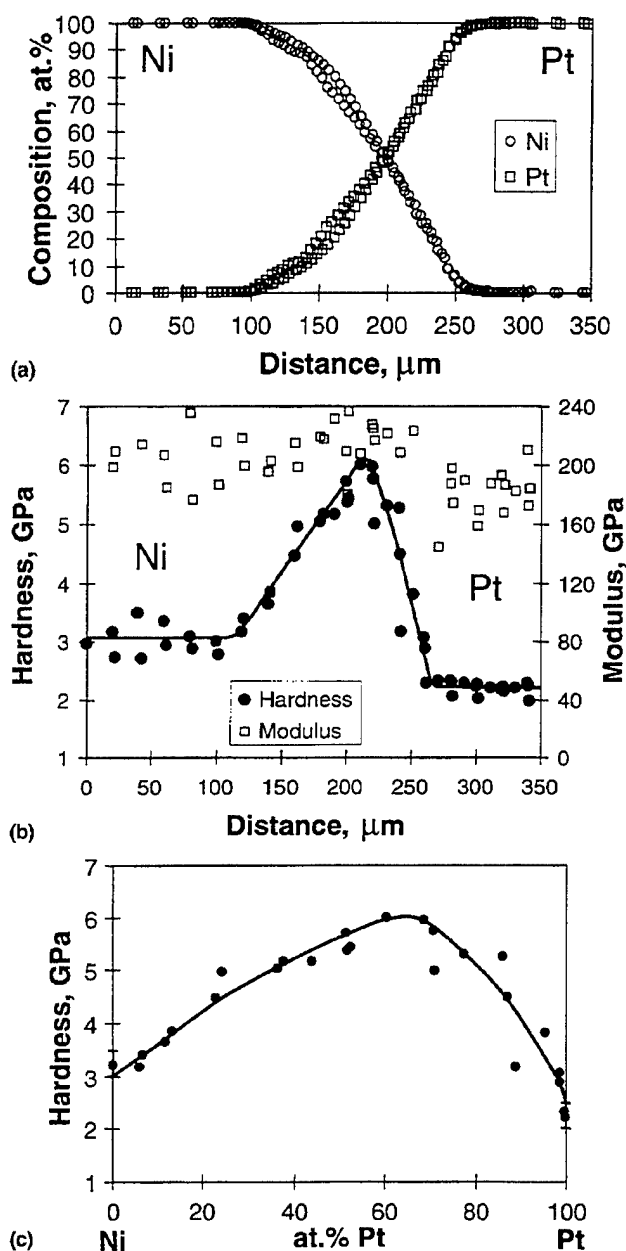 100
90
80
70
60
50
40
30
20
10
0
Composition, at.%
Ni
Pt
Ni
Pt
0 50 100 150 200 250 300 350
Distance, μm
(a)
7
6
5
4
3
2
1
Hardness, GPa
240
200
160
120
80
40
0
Modulus, GPa
Ni
Pt
Hardness
Modulus
0 50 100 150 200 250 300 350
Distance, μm
(b)
7
6
5
4
3
2
1
Hardness, GPa
0 20 40 60 80 100
Ni at.% Pt Pt
(c)